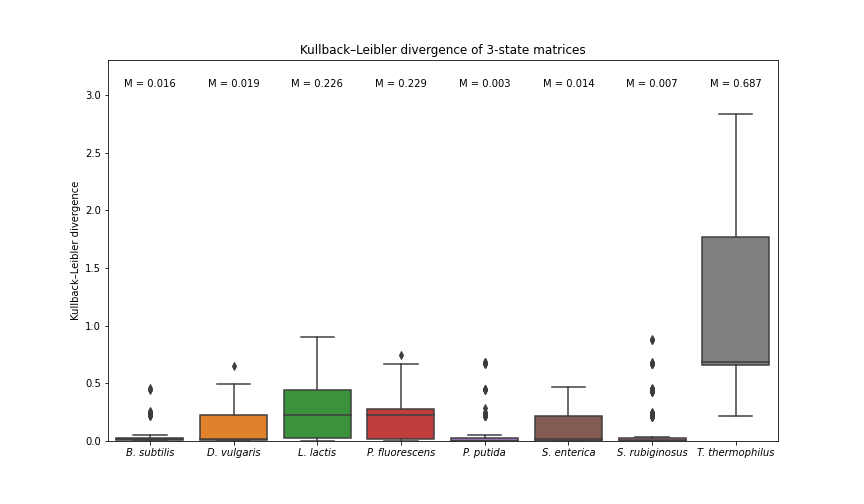 Kullback–Leibler divergence of 3-state matrices
M = 0.016 M = 0.019 M = 0.226 M = 0.229 M = 0.003 M = 0.014 M = 0.007 M = 0.687
3.0
2.5
2.0
1.5
1.0
0.5
0.0
Kullback–Leibler divergence
B. subtilis D. vulgaris L. lactis P. fluorescens P. putida S. enterica S. rubiginosus T. thermophilus